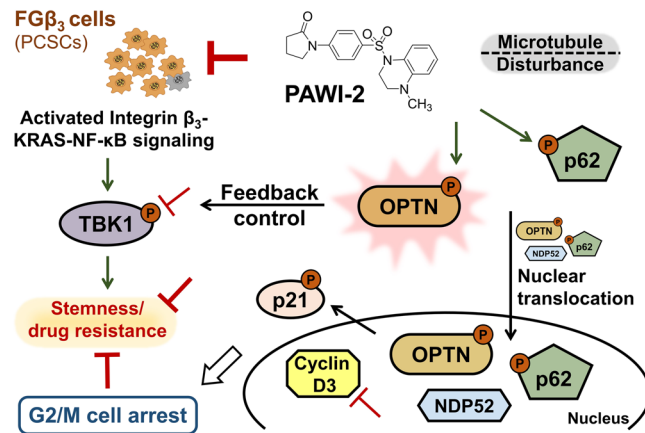 FGβ₃ cells
(PCSCs)
O
N
O
S
O
N
N
CH₃
PAWI-2
Microtubule
Disturbance
Activated Integrin β₃-
KRAS-NF-κB signaling
P
p62
P
OPTN
Feedback
control
P
TBK1
OPTN
P
NDP52
P
p62
Nuclear
translocation
Stemness/
drug resistance
P
p21
Cyclin
D3
P
OPTN
P
p62
NDP52
Nucleus
G2/M cell arrest